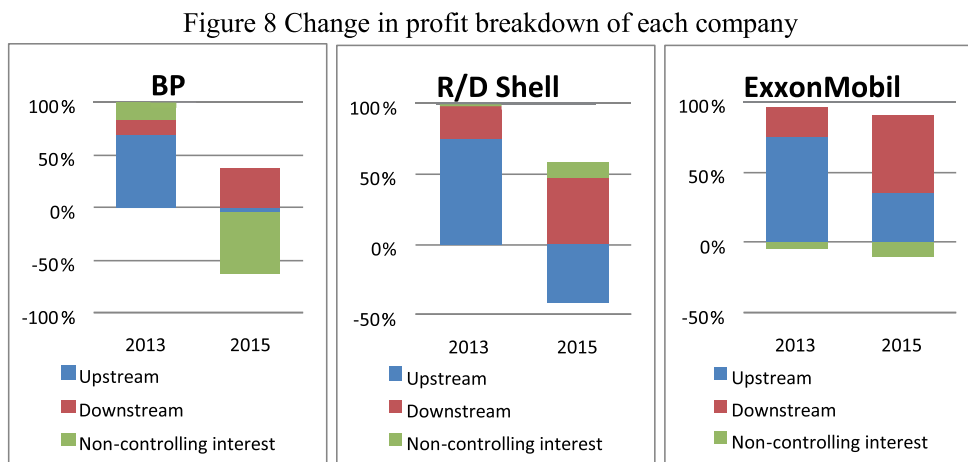 Figure 8 Change in profit breakdown of each company
BP
100%
50%
0%
-50%
-100%
2013 2015
Upstream
Downstream
Non-controlling interest
R/D Shell
100%
50%
0%
-50%
2013 2015
Upstream
Downstream
Non-controlling interest
ExxonMobil
100%
50%
0%
-50%
2013 2015
Upstream
Downstream
Non-controlling interest